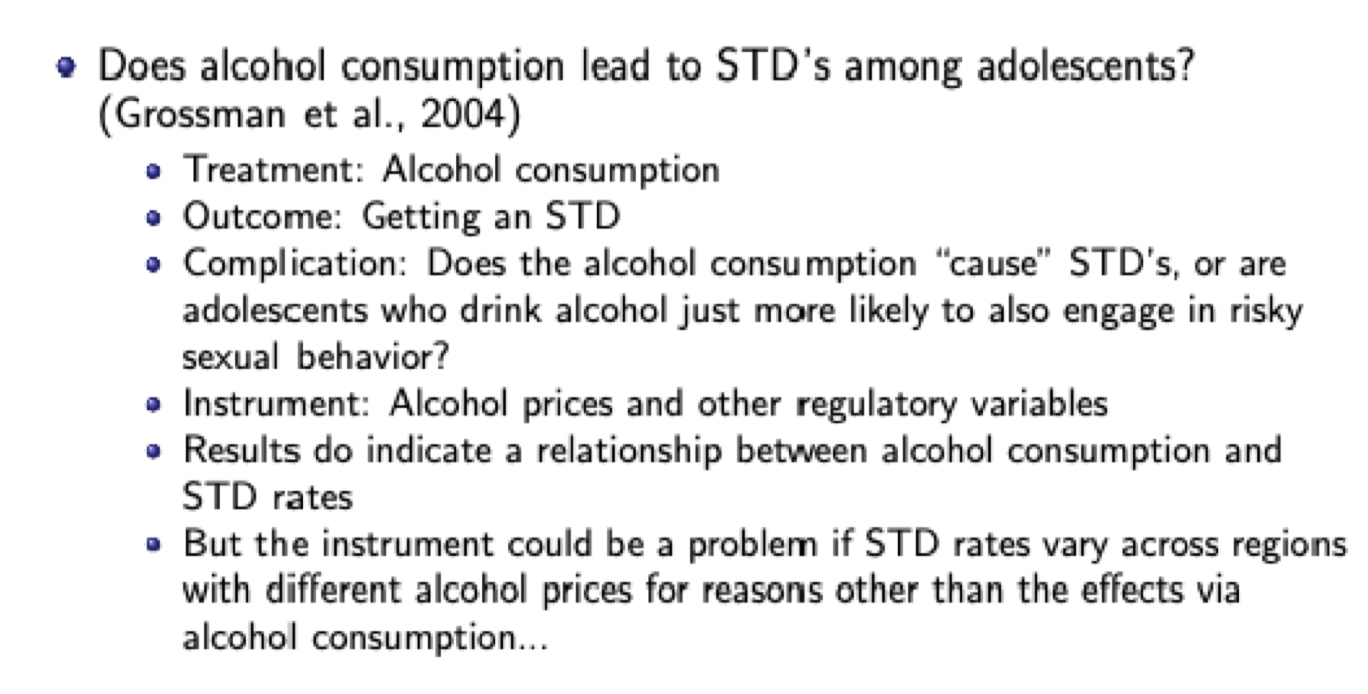 Does alcohol consumption lead to STD's among adolescents?
(Grossman et al., 2004)
Treatment: Alcohol consumption
Outcome: Getting an STD
Complication: Does the alcohol consumption “cause” STD's, or are
adolescents who drink alcohol just more likely to also engage in risky
sexual behavior?
Instrument: Alcohol prices and other regulatory variables
Results do indicate a relationship between alcohol consumption and
STD rates
But the instrument could be a problem if STD rates vary across regions
with different alcohol prices for reasons other than the effects via
alcohol consumption...